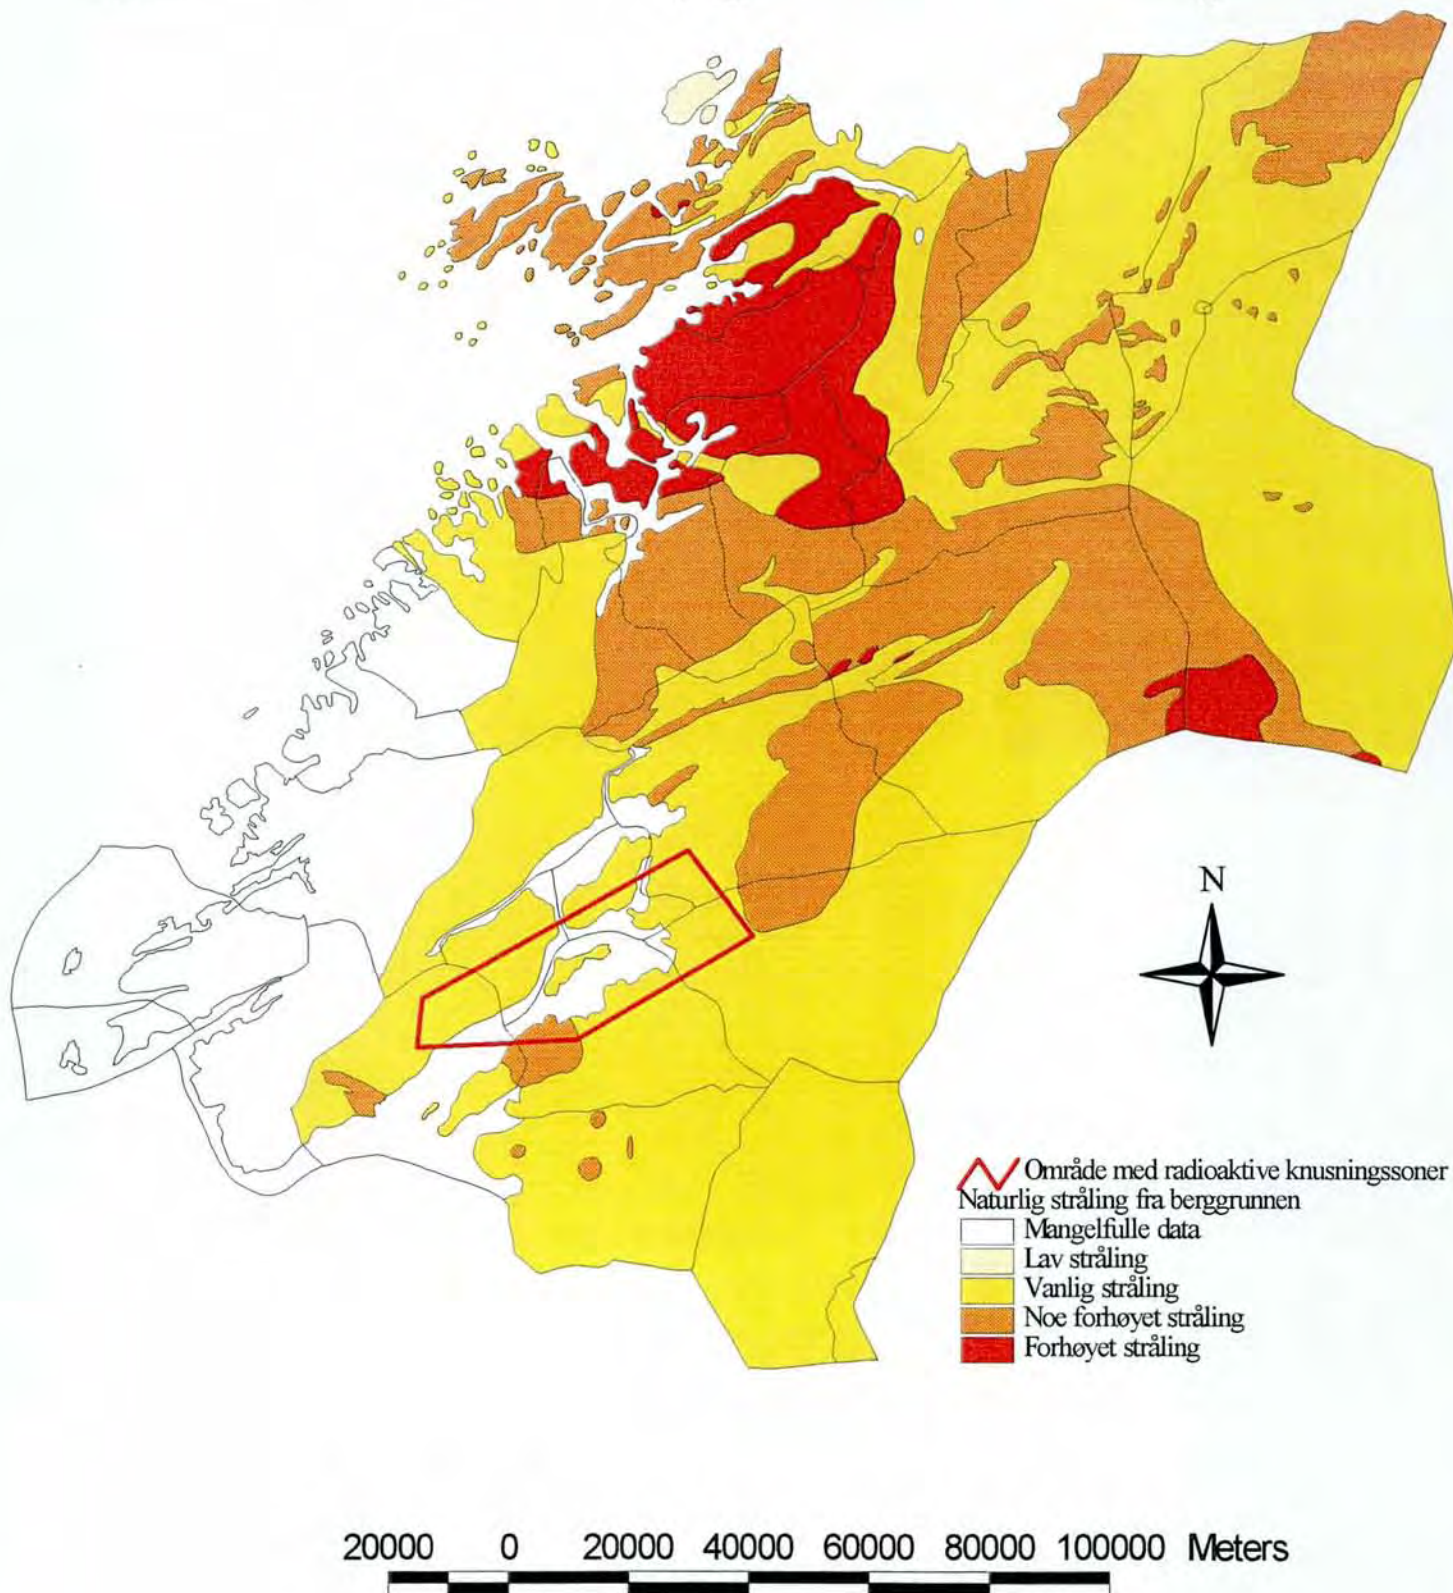 N
Område med radioaktive knusningssoner
Naturlig stråling fra berggrunnen
Mangelfulle data
Lav stråling
Vanlig stråling
Noe forhøyet stråling
Forhøyet stråling
20000 0 20000 40000 60000 80000 100000 Meters